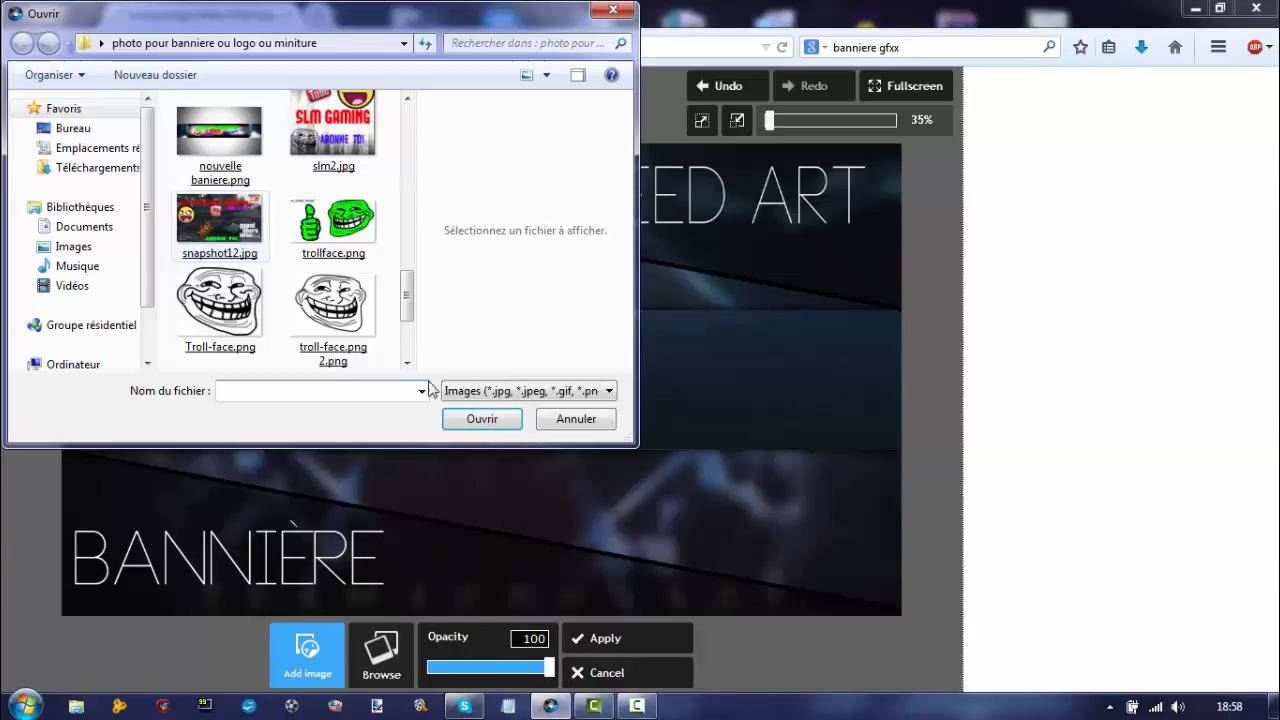 Ouvrir
photo pour banniere ou logo ou miniture
Rechercher dans : photo pour ...
banniere gfxx
ABP
Organiser
Nouveau dossier
Undo
Redo
Fullscreen
35%
Favoris
Bureau
Emplacements ré
Téléchargements
Bibliothèques
Documents
Images
Musique
Vidéos
Groupe résidentiel
Ordinateur
SLM GAMING
ABONNE TOI
nouvelle
baniere.png
slm2.jpg
snapshot12.jpg
trollface.png
Troll-face.png
troll-face.png
2.png
Sélectionnez un fichier à afficher.
Nom du fichier :
Images (*.jpg, *.jpeg, *.gif, *.pn
Ouvrir
Annuler
EED ART
BANNIÈRE
Add image
Browse
Opacity
100
Apply
Cancel
18:58